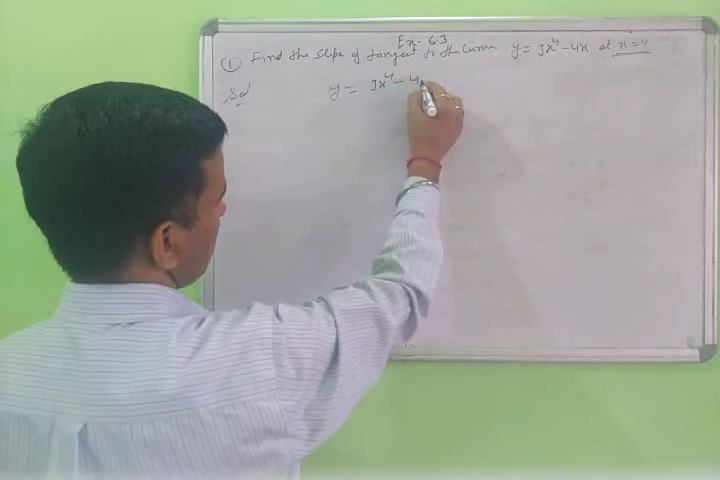 Ex. 6.3
① Find the slope of tangent to the curve y = 3x⁴ - 4x at x = 4
Sol
y = 3x⁴ - 4